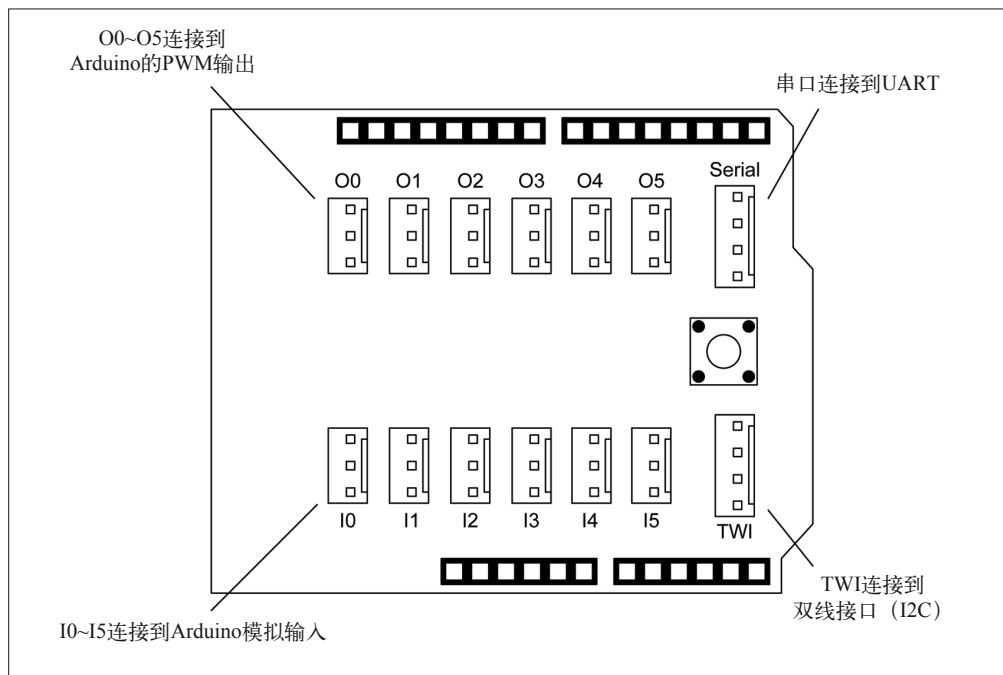 O0~O5连接到
Arduino的PWM输出
串口连接到UART
O0 O1 O2 O3 O4 O5 Serial
I0 I1 I2 I3 I4 I5 TWI
I0~I5连接到Arduino模拟输入
TWI连接到
双线接口（I2C）